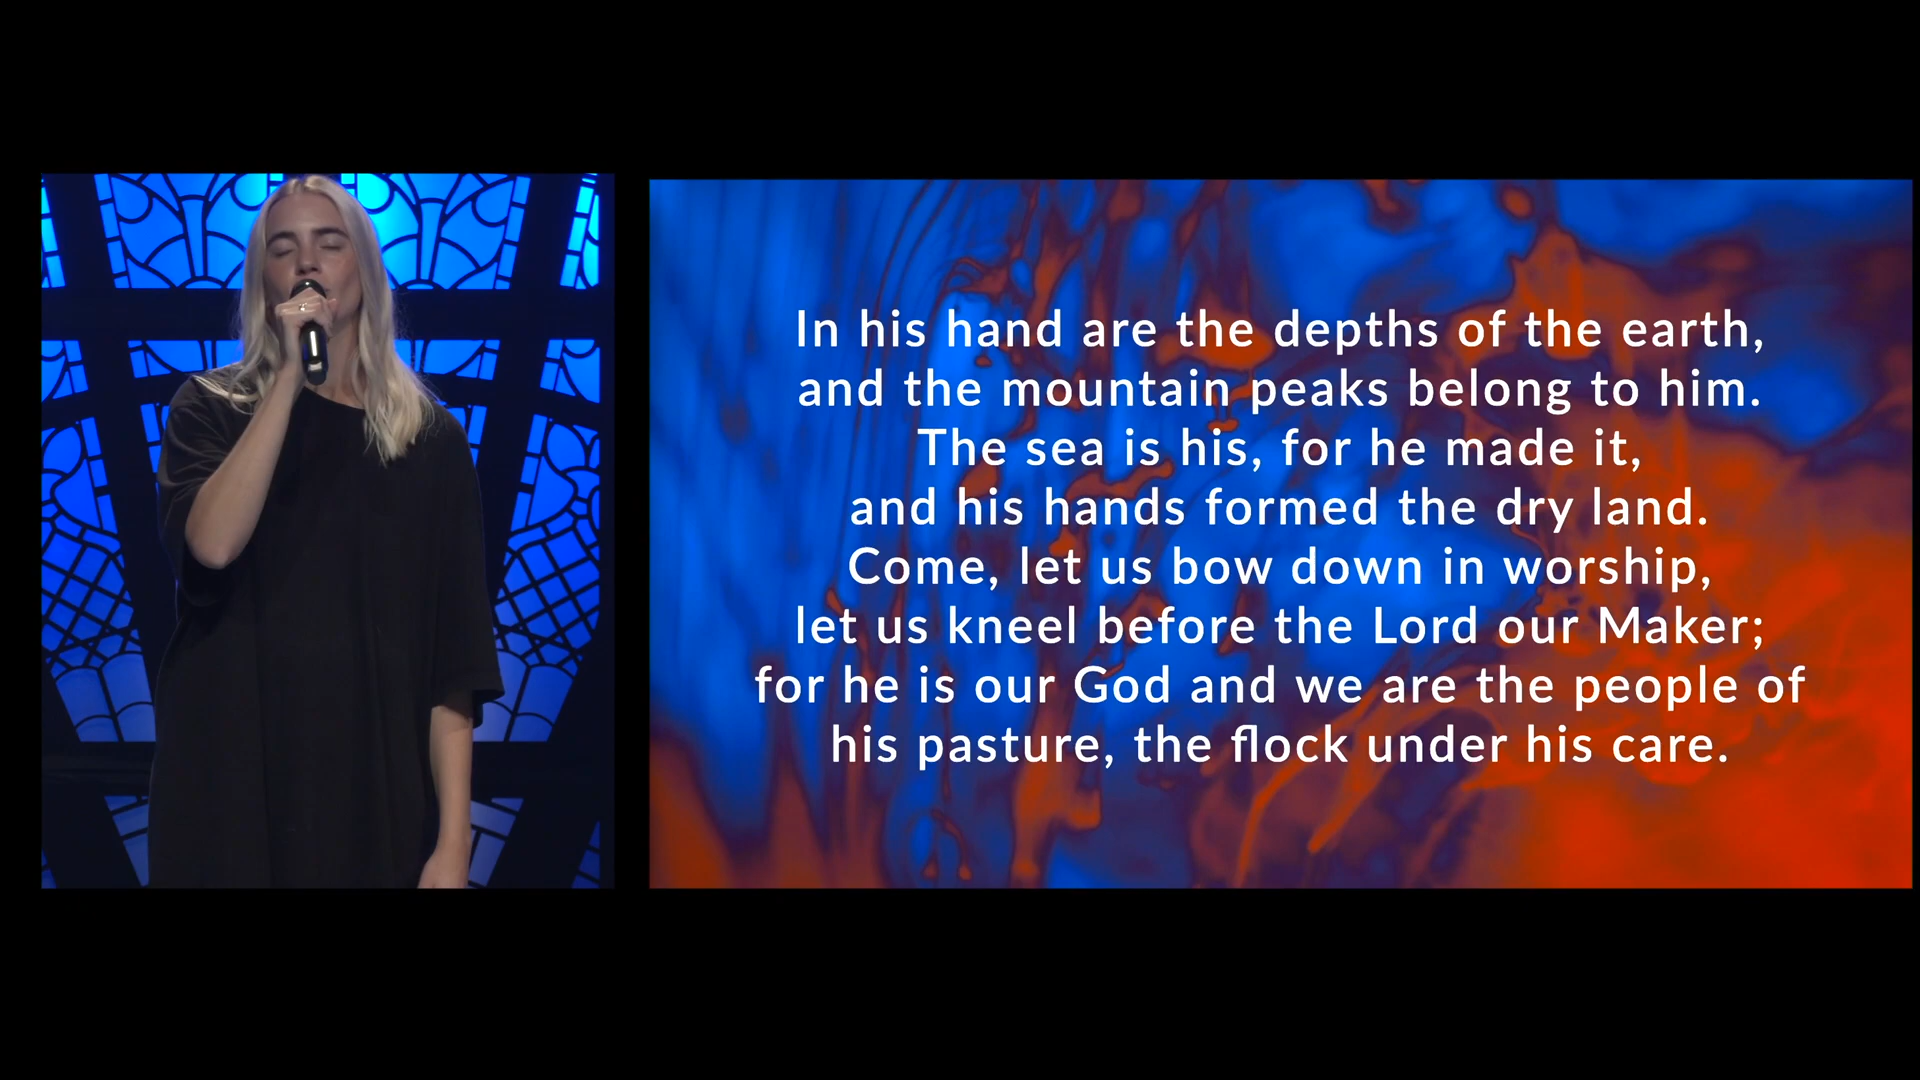 In his hand are the depths of the earth,
and the mountain peaks belong to him.
The sea is his, for he made it,
and his hands formed the dry land.
Come, let us bow down in worship,
let us kneel before the Lord our Maker;
for he is our God and we are the people of
his pasture, the flock under his care.